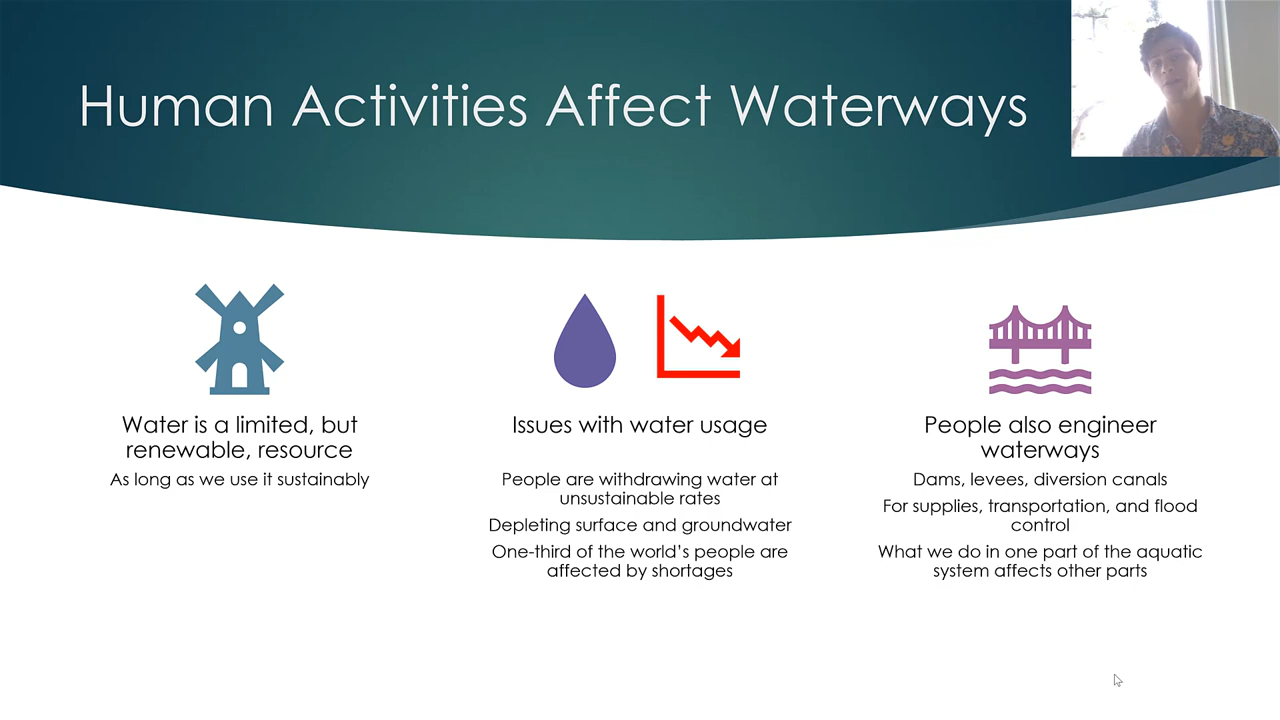 Human Activities Affect Waterways
Water is a limited, but
renewable, resource
As long as we use it sustainably
Issues with water usage
People are withdrawing water at
unsustainable rates
Depleting surface and groundwater
One-third of the world's people are
affected by shortages
People also engineer
waterways
Dams, levees, diversion canals
For supplies, transportation, and flood
control
What we do in one part of the aquatic
system affects other parts